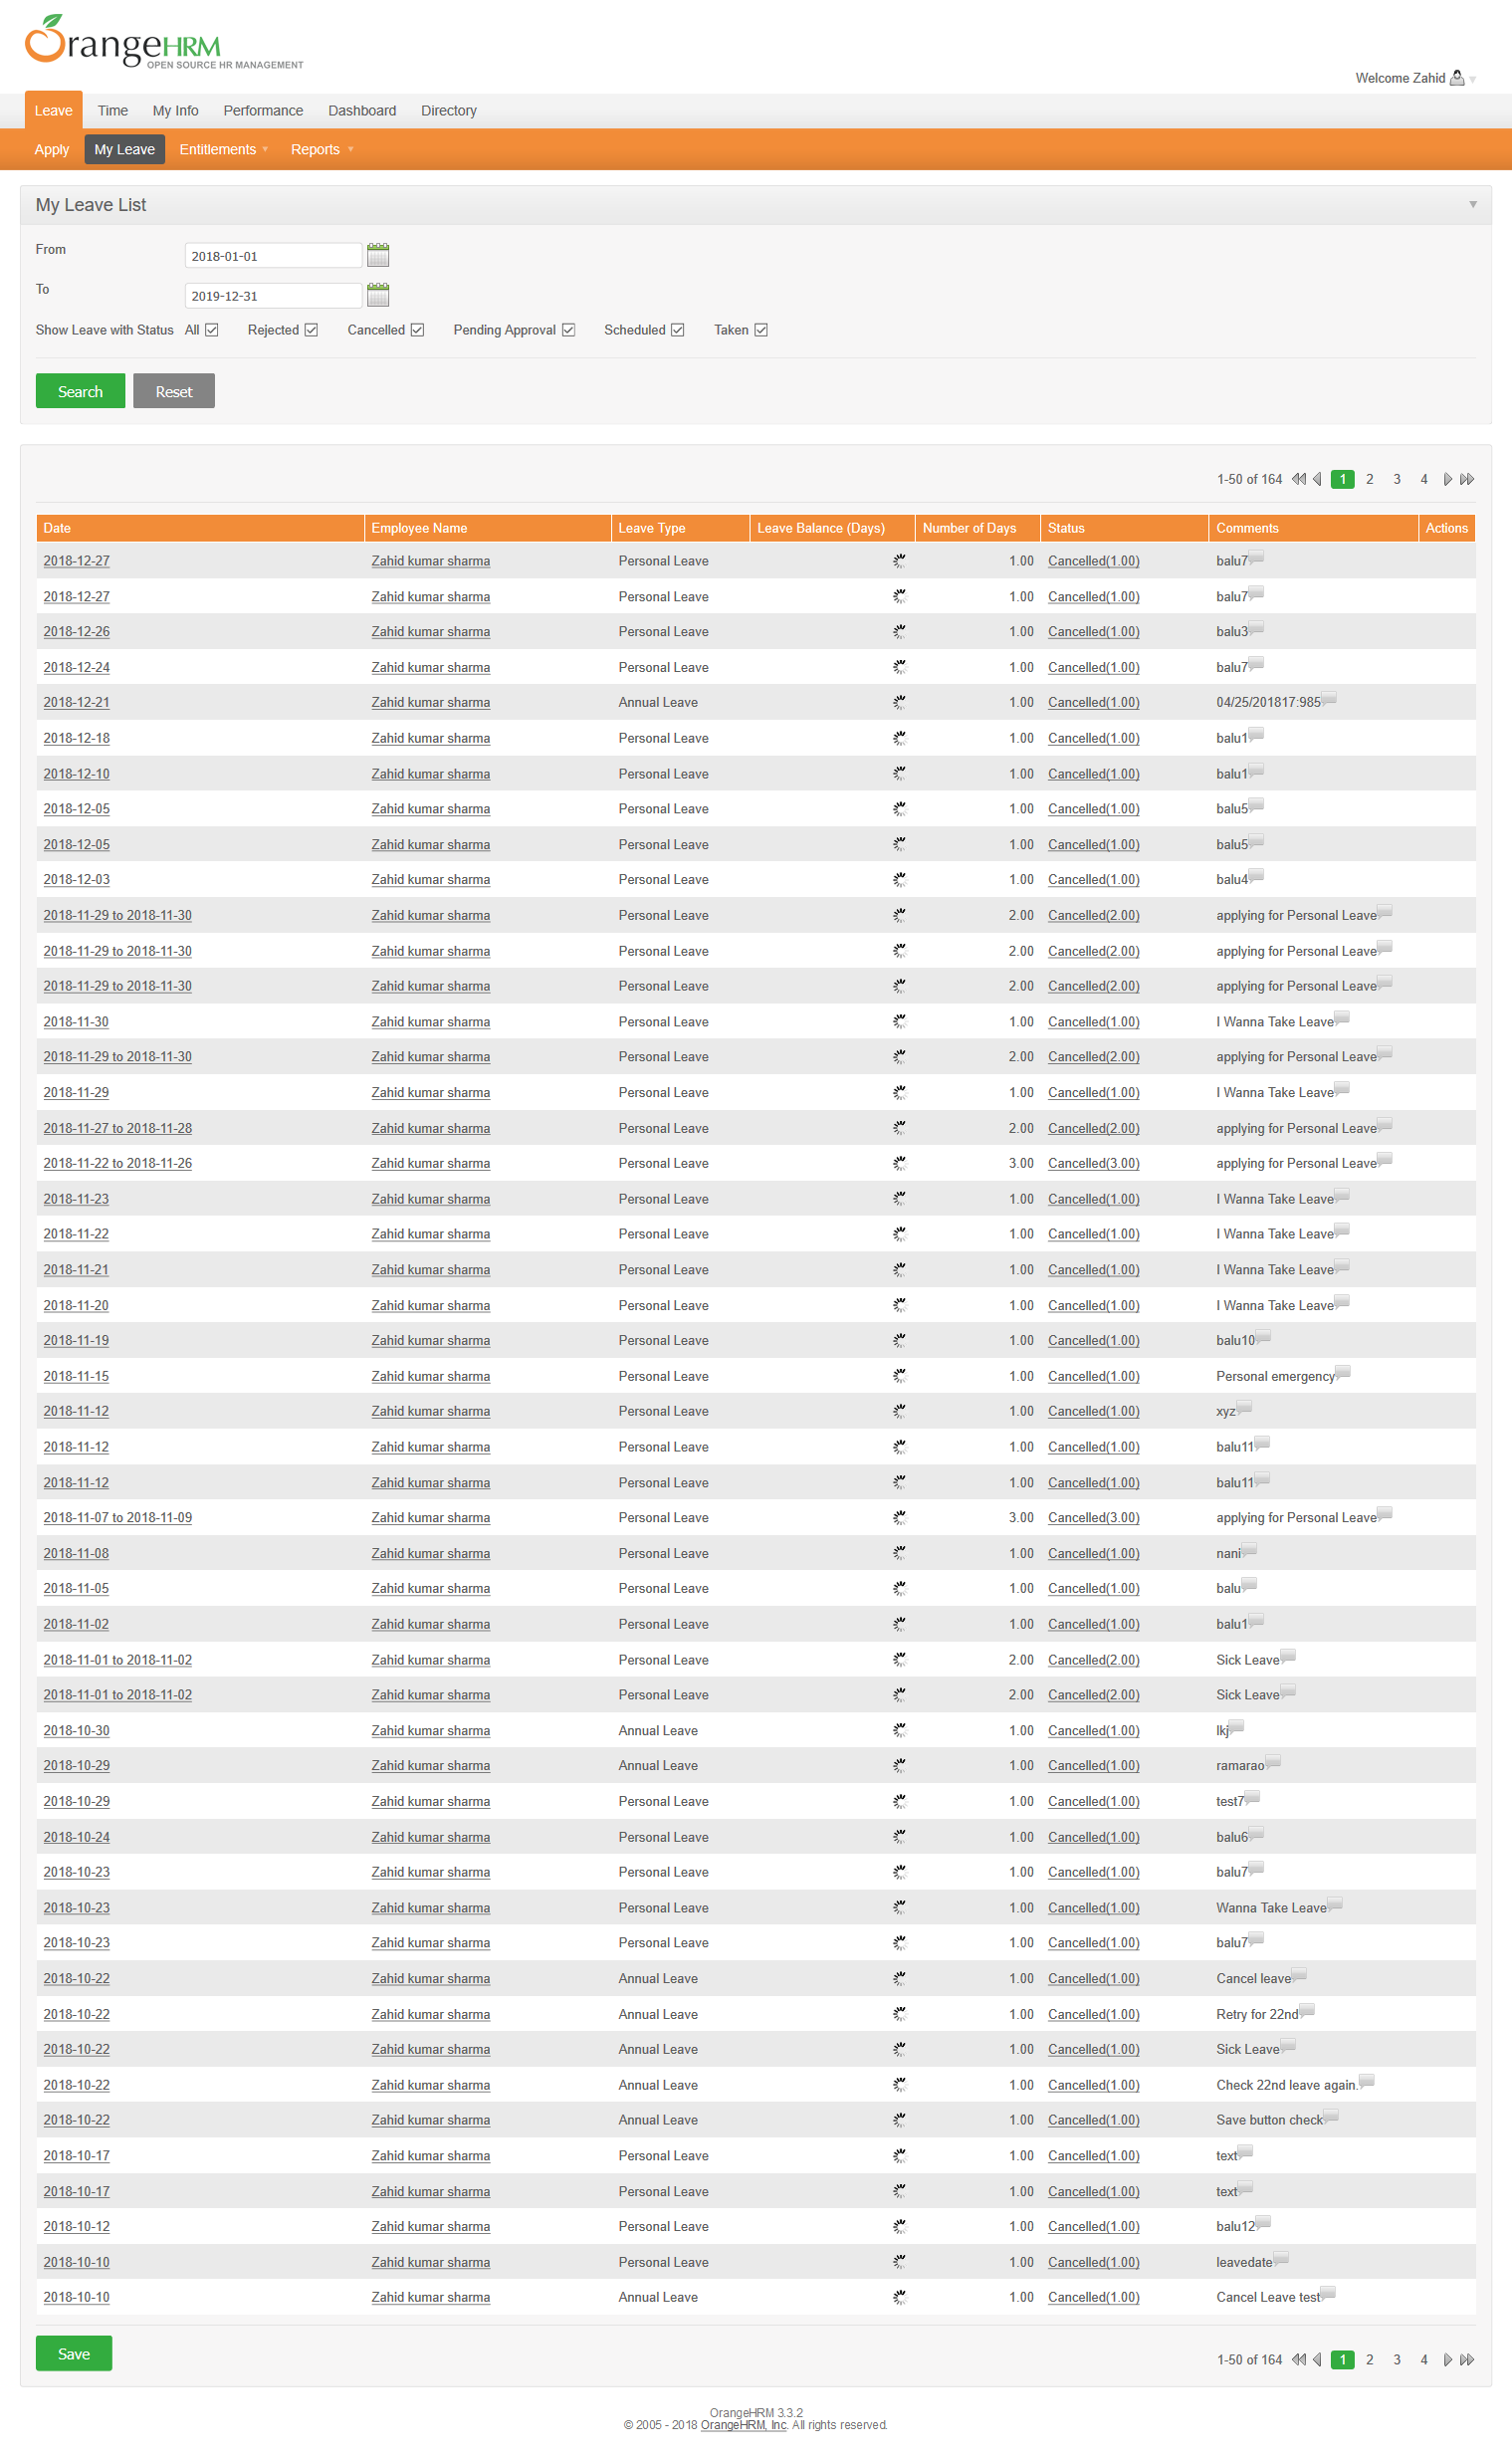 OrangeHRM
OPEN SOURCE HR MANAGEMENT
Welcome Zahid
Leave Time My Info Performance Dashboard Directory
Apply My Leave Entitlements Reports
My Leave List
From 2018-01-01
To 2019-12-31
Show Leave with Status All Rejected Cancelled Pending Approval Scheduled Taken
Search Reset
1-50 of 164 1 2 3 4
Date Employee Name Leave Type Leave Balance (Days) Number of Days Status Comments Actions
2018-12-27 Zahid kumar sharma Personal Leave 1.00 Cancelled(1.00) balu7
2018-12-27 Zahid kumar sharma Personal Leave 1.00 Cancelled(1.00) balu7
2018-12-26 Zahid kumar sharma Personal Leave 1.00 Cancelled(1.00) balu3
2018-12-24 Zahid kumar sharma Personal Leave 1.00 Cancelled(1.00) balu7
2018-12-21 Zahid kumar sharma Annual Leave 1.00 Cancelled(1.00) 04/25/201817:985
2018-12-18 Zahid kumar sharma Personal Leave 1.00 Cancelled(1.00) balu1
2018-12-10 Zahid kumar sharma Personal Leave 1.00 Cancelled(1.00) balu1
2018-12-05 Zahid kumar sharma Personal Leave 1.00 Cancelled(1.00) balu5
2018-12-05 Zahid kumar sharma Personal Leave 1.00 Cancelled(1.00) balu5
2018-12-03 Zahid kumar sharma Personal Leave 1.00 Cancelled(1.00) balu4
2018-11-29 to 2018-11-30 Zahid kumar sharma Personal Leave 2.00 Cancelled(2.00) applying for Personal Leave
2018-11-29 to 2018-11-30 Zahid kumar sharma Personal Leave 2.00 Cancelled(2.00) applying for Personal Leave
2018-11-29 to 2018-11-30 Zahid kumar sharma Personal Leave 2.00 Cancelled(2.00) applying for Personal Leave
2018-11-30 Zahid kumar sharma Personal Leave 1.00 Cancelled(1.00) I Wanna Take Leave
2018-11-29 to 2018-11-30 Zahid kumar sharma Personal Leave 2.00 Cancelled(2.00) applying for Personal Leave
2018-11-29 Zahid kumar sharma Personal Leave 1.00 Cancelled(1.00) I Wanna Take Leave
2018-11-27 to 2018-11-28 Zahid kumar sharma Personal Leave 2.00 Cancelled(2.00) applying for Personal Leave
2018-11-22 to 2018-11-26 Zahid kumar sharma Personal Leave 3.00 Cancelled(3.00) applying for Personal Leave
2018-11-23 Zahid kumar sharma Personal Leave 1.00 Cancelled(1.00) I Wanna Take Leave
2018-11-22 Zahid kumar sharma Personal Leave 1.00 Cancelled(1.00) I Wanna Take Leave
2018-11-21 Zahid kumar sharma Personal Leave 1.00 Cancelled(1.00) I Wanna Take Leave
2018-11-20 Zahid kumar sharma Personal Leave 1.00 Cancelled(1.00) I Wanna Take Leave
2018-11-19 Zahid kumar sharma Personal Leave 1.00 Cancelled(1.00) balu10
2018-11-15 Zahid kumar sharma Personal Leave 1.00 Cancelled(1.00) Personal emergency
2018-11-12 Zahid kumar sharma Personal Leave 1.00 Cancelled(1.00) xyz
2018-11-12 Zahid kumar sharma Personal Leave 1.00 Cancelled(1.00) balu11
2018-11-12 Zahid kumar sharma Personal Leave 1.00 Cancelled(1.00) balu11
2018-11-07 to 2018-11-09 Zahid kumar sharma Personal Leave 3.00 Cancelled(3.00) applying for Personal Leave
2018-11-08 Zahid kumar sharma Personal Leave 1.00 Cancelled(1.00) nani
2018-11-05 Zahid kumar sharma Personal Leave 1.00 Cancelled(1.00) balu
2018-11-02 Zahid kumar sharma Personal Leave 1.00 Cancelled(1.00) balu1
2018-11-01 to 2018-11-02 Zahid kumar sharma Personal Leave 2.00 Cancelled(2.00) Sick Leave
2018-11-01 to 2018-11-02 Zahid kumar sharma Personal Leave 2.00 Cancelled(2.00) Sick Leave
2018-10-30 Zahid kumar sharma Annual Leave 1.00 Cancelled(1.00) lkj
2018-10-29 Zahid kumar sharma Annual Leave 1.00 Cancelled(1.00) ramarao
2018-10-29 Zahid kumar sharma Personal Leave 1.00 Cancelled(1.00) test7
2018-10-24 Zahid kumar sharma Personal Leave 1.00 Cancelled(1.00) balu6
2018-10-23 Zahid kumar sharma Personal Leave 1.00 Cancelled(1.00) balu7
2018-10-23 Zahid kumar sharma Personal Leave 1.00 Cancelled(1.00) Wanna Take Leave
2018-10-23 Zahid kumar sharma Personal Leave 1.00 Cancelled(1.00) balu7
2018-10-22 Zahid kumar sharma Annual Leave 1.00 Cancelled(1.00) Cancel leave
2018-10-22 Zahid kumar sharma Annual Leave 1.00 Cancelled(1.00) Retry for 22nd
2018-10-22 Zahid kumar sharma Annual Leave 1.00 Cancelled(1.00) Sick Leave
2018-10-22 Zahid kumar sharma Annual Leave 1.00 Cancelled(1.00) Check 22nd leave again.
2018-10-22 Zahid kumar sharma Annual Leave 1.00 Cancelled(1.00) Save button check
2018-10-17 Zahid kumar sharma Personal Leave 1.00 Cancelled(1.00) text
2018-10-17 Zahid kumar sharma Personal Leave 1.00 Cancelled(1.00) text
2018-10-12 Zahid kumar sharma Personal Leave 1.00 Cancelled(1.00) balu12
2018-10-10 Zahid kumar sharma Personal Leave 1.00 Cancelled(1.00) leavedate
2018-10-10 Zahid kumar sharma Annual Leave 1.00 Cancelled(1.00) Cancel Leave test
Save
1-50 of 164 1 2 3 4
OrangeHRM 3.3.2
© 2005 - 2018 OrangeHRM, Inc. All rights reserved.